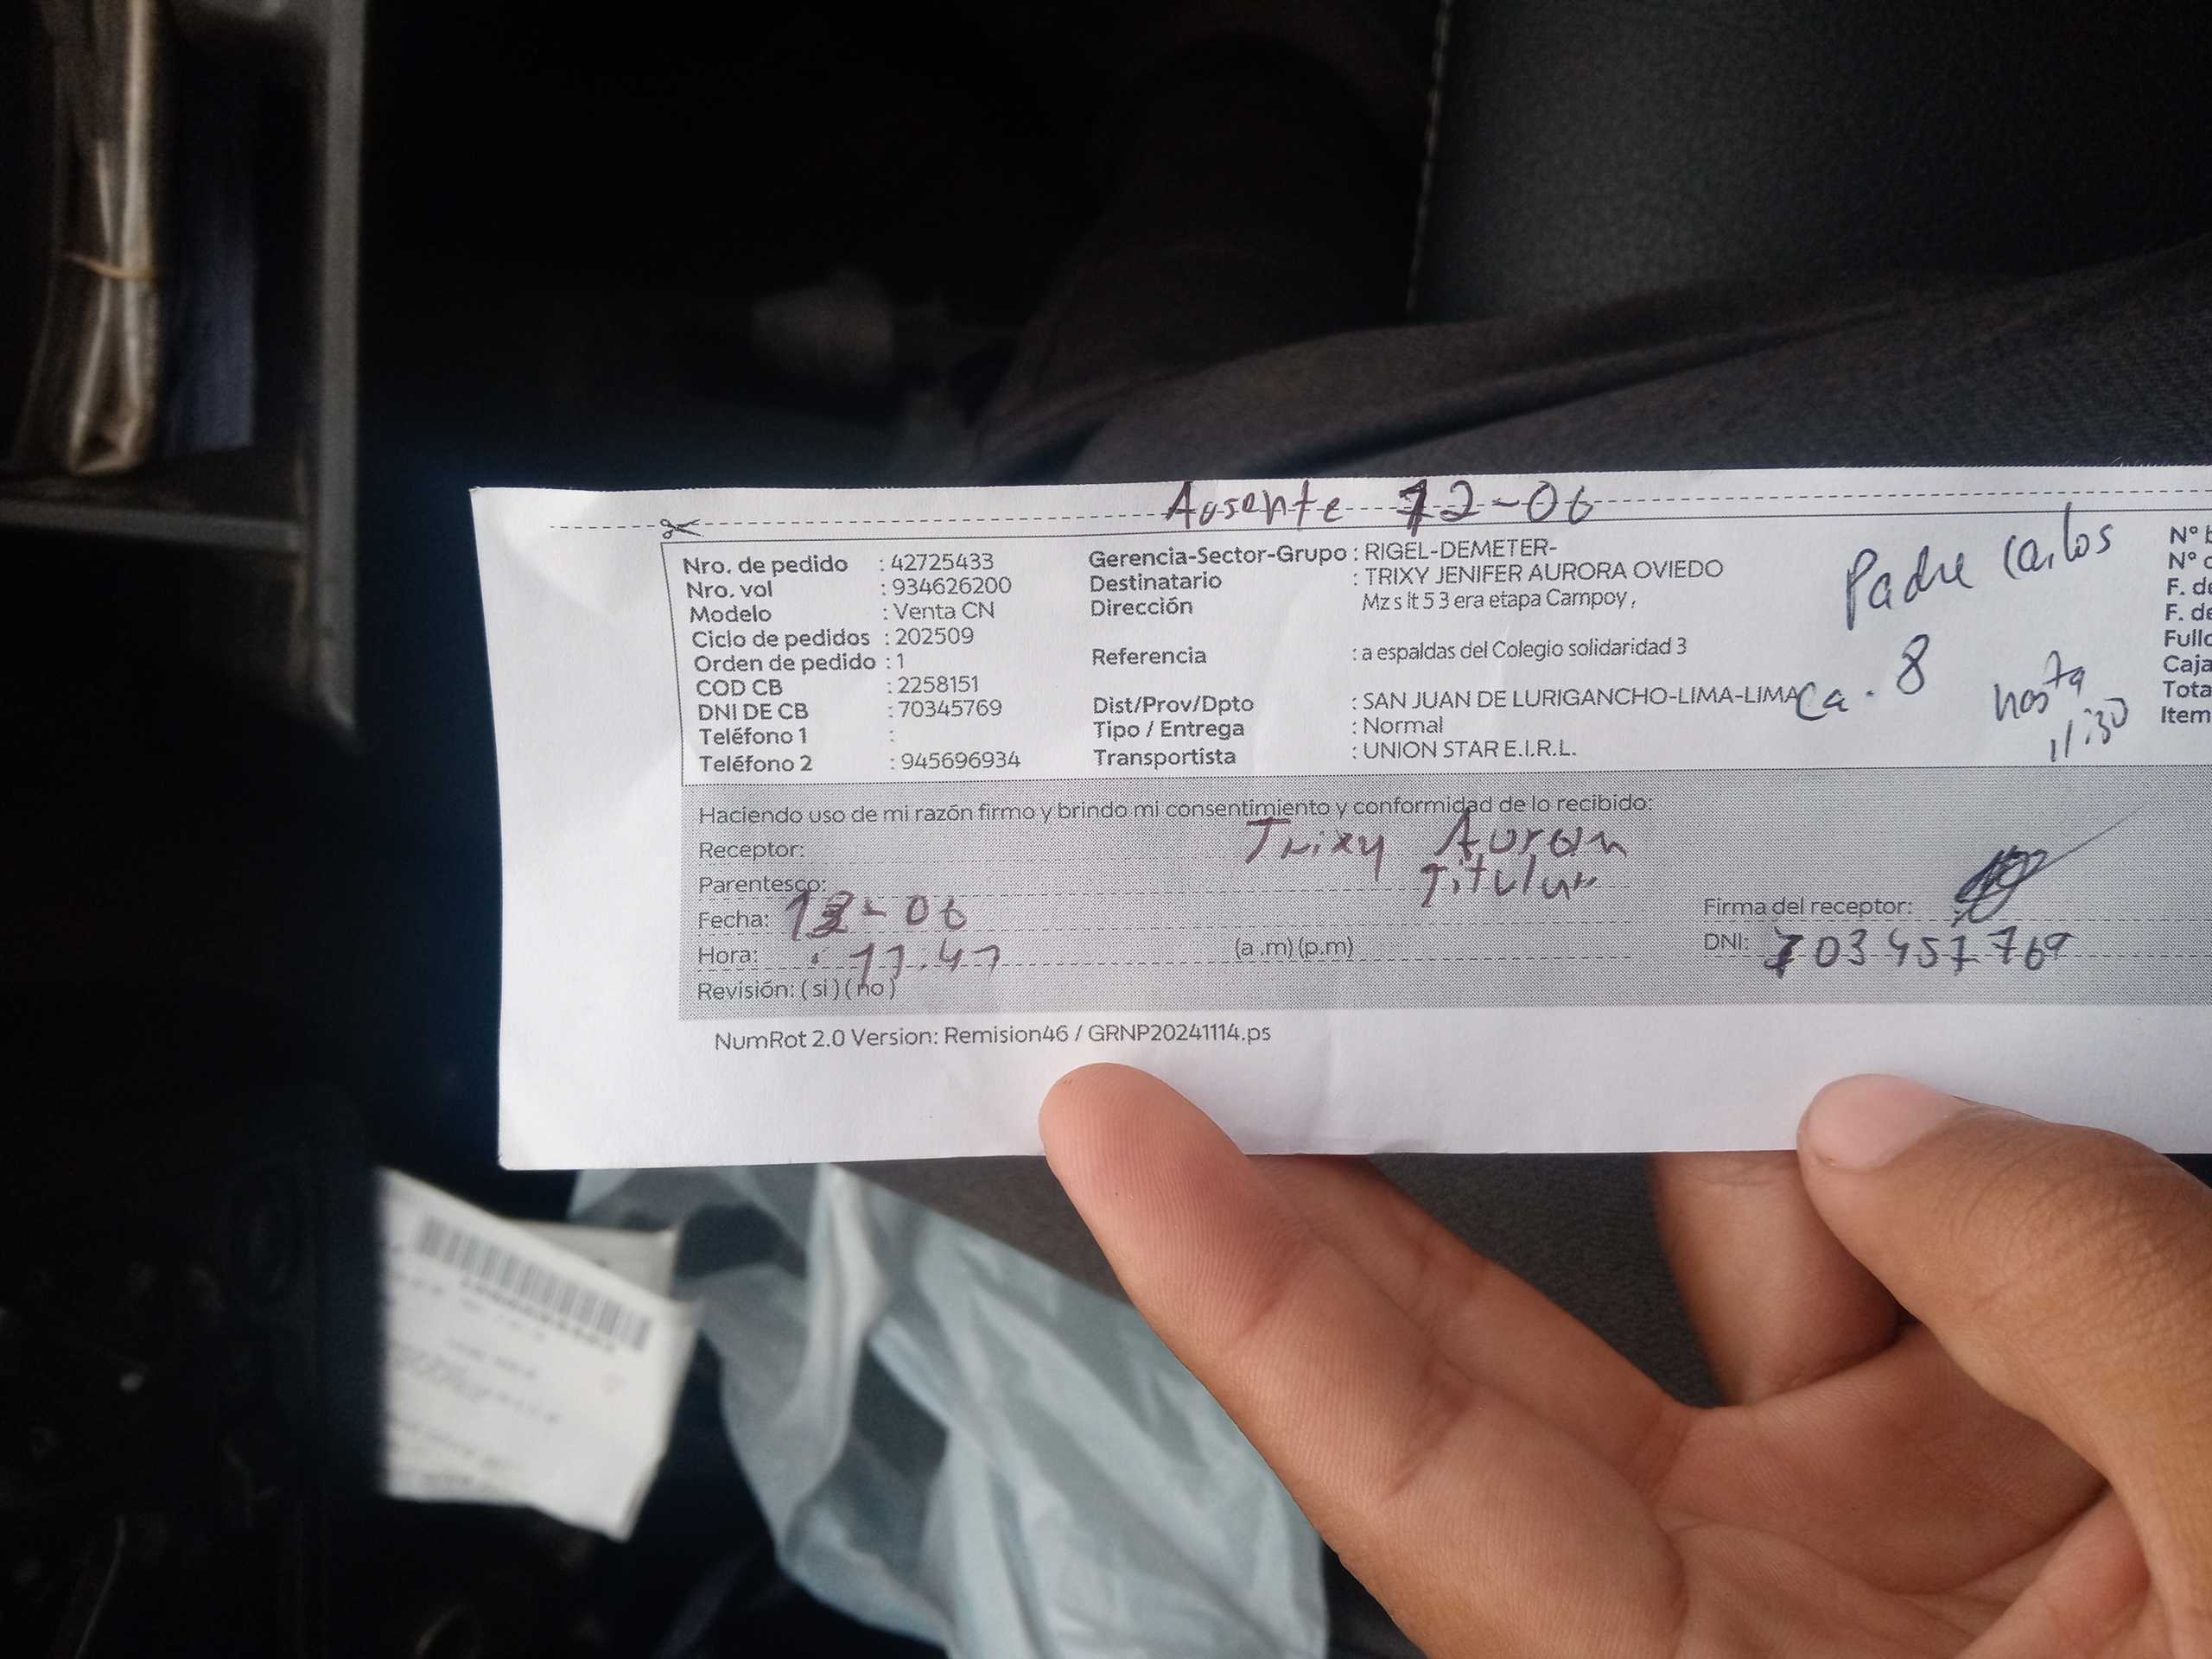 Ausente 12-06
Nro. de pedido : 42725433
Nro. vol : 934626200
Modelo : Venta CN
Ciclo de pedidos : 202509
Orden de pedido : 1
COD CB : 2258151
DNI DE CB : 70345769
Teléfono 1 :
Teléfono 2 : 945696934
Gerencia-Sector-Grupo : RIGEL-DEMETER-
Destinatario : TRIXY JENIFER AURORA OVIEDO
Dirección Mz s lt 5 3 era etapa Campoy ,
Referencia : a espaldas del Colegio solidaridad 3
Dist/Prov/Dpto : SAN JUAN DE LURIGANCHO-LIMA-LIMA
Tipo / Entrega : Normal
Transportista : UNION STAR E.I.R.L.
Padre Carlos
Ca. 8
hasta
11:30
N°
N°
F. de
F. de
Caja
Item
Haciendo uso de mi razón firmo y brindo mi consentimiento y conformidad de lo recibido:
Receptor: Trixy
Parentesco: Titular
Fecha: -06
Hora: 11.47 (a .m) (p.m)
Revisión: ( si ) ( no )
Firma del receptor:
DNI: 703457769
NumRot 2.0 Version: Remision46 / GRNP20241114.ps